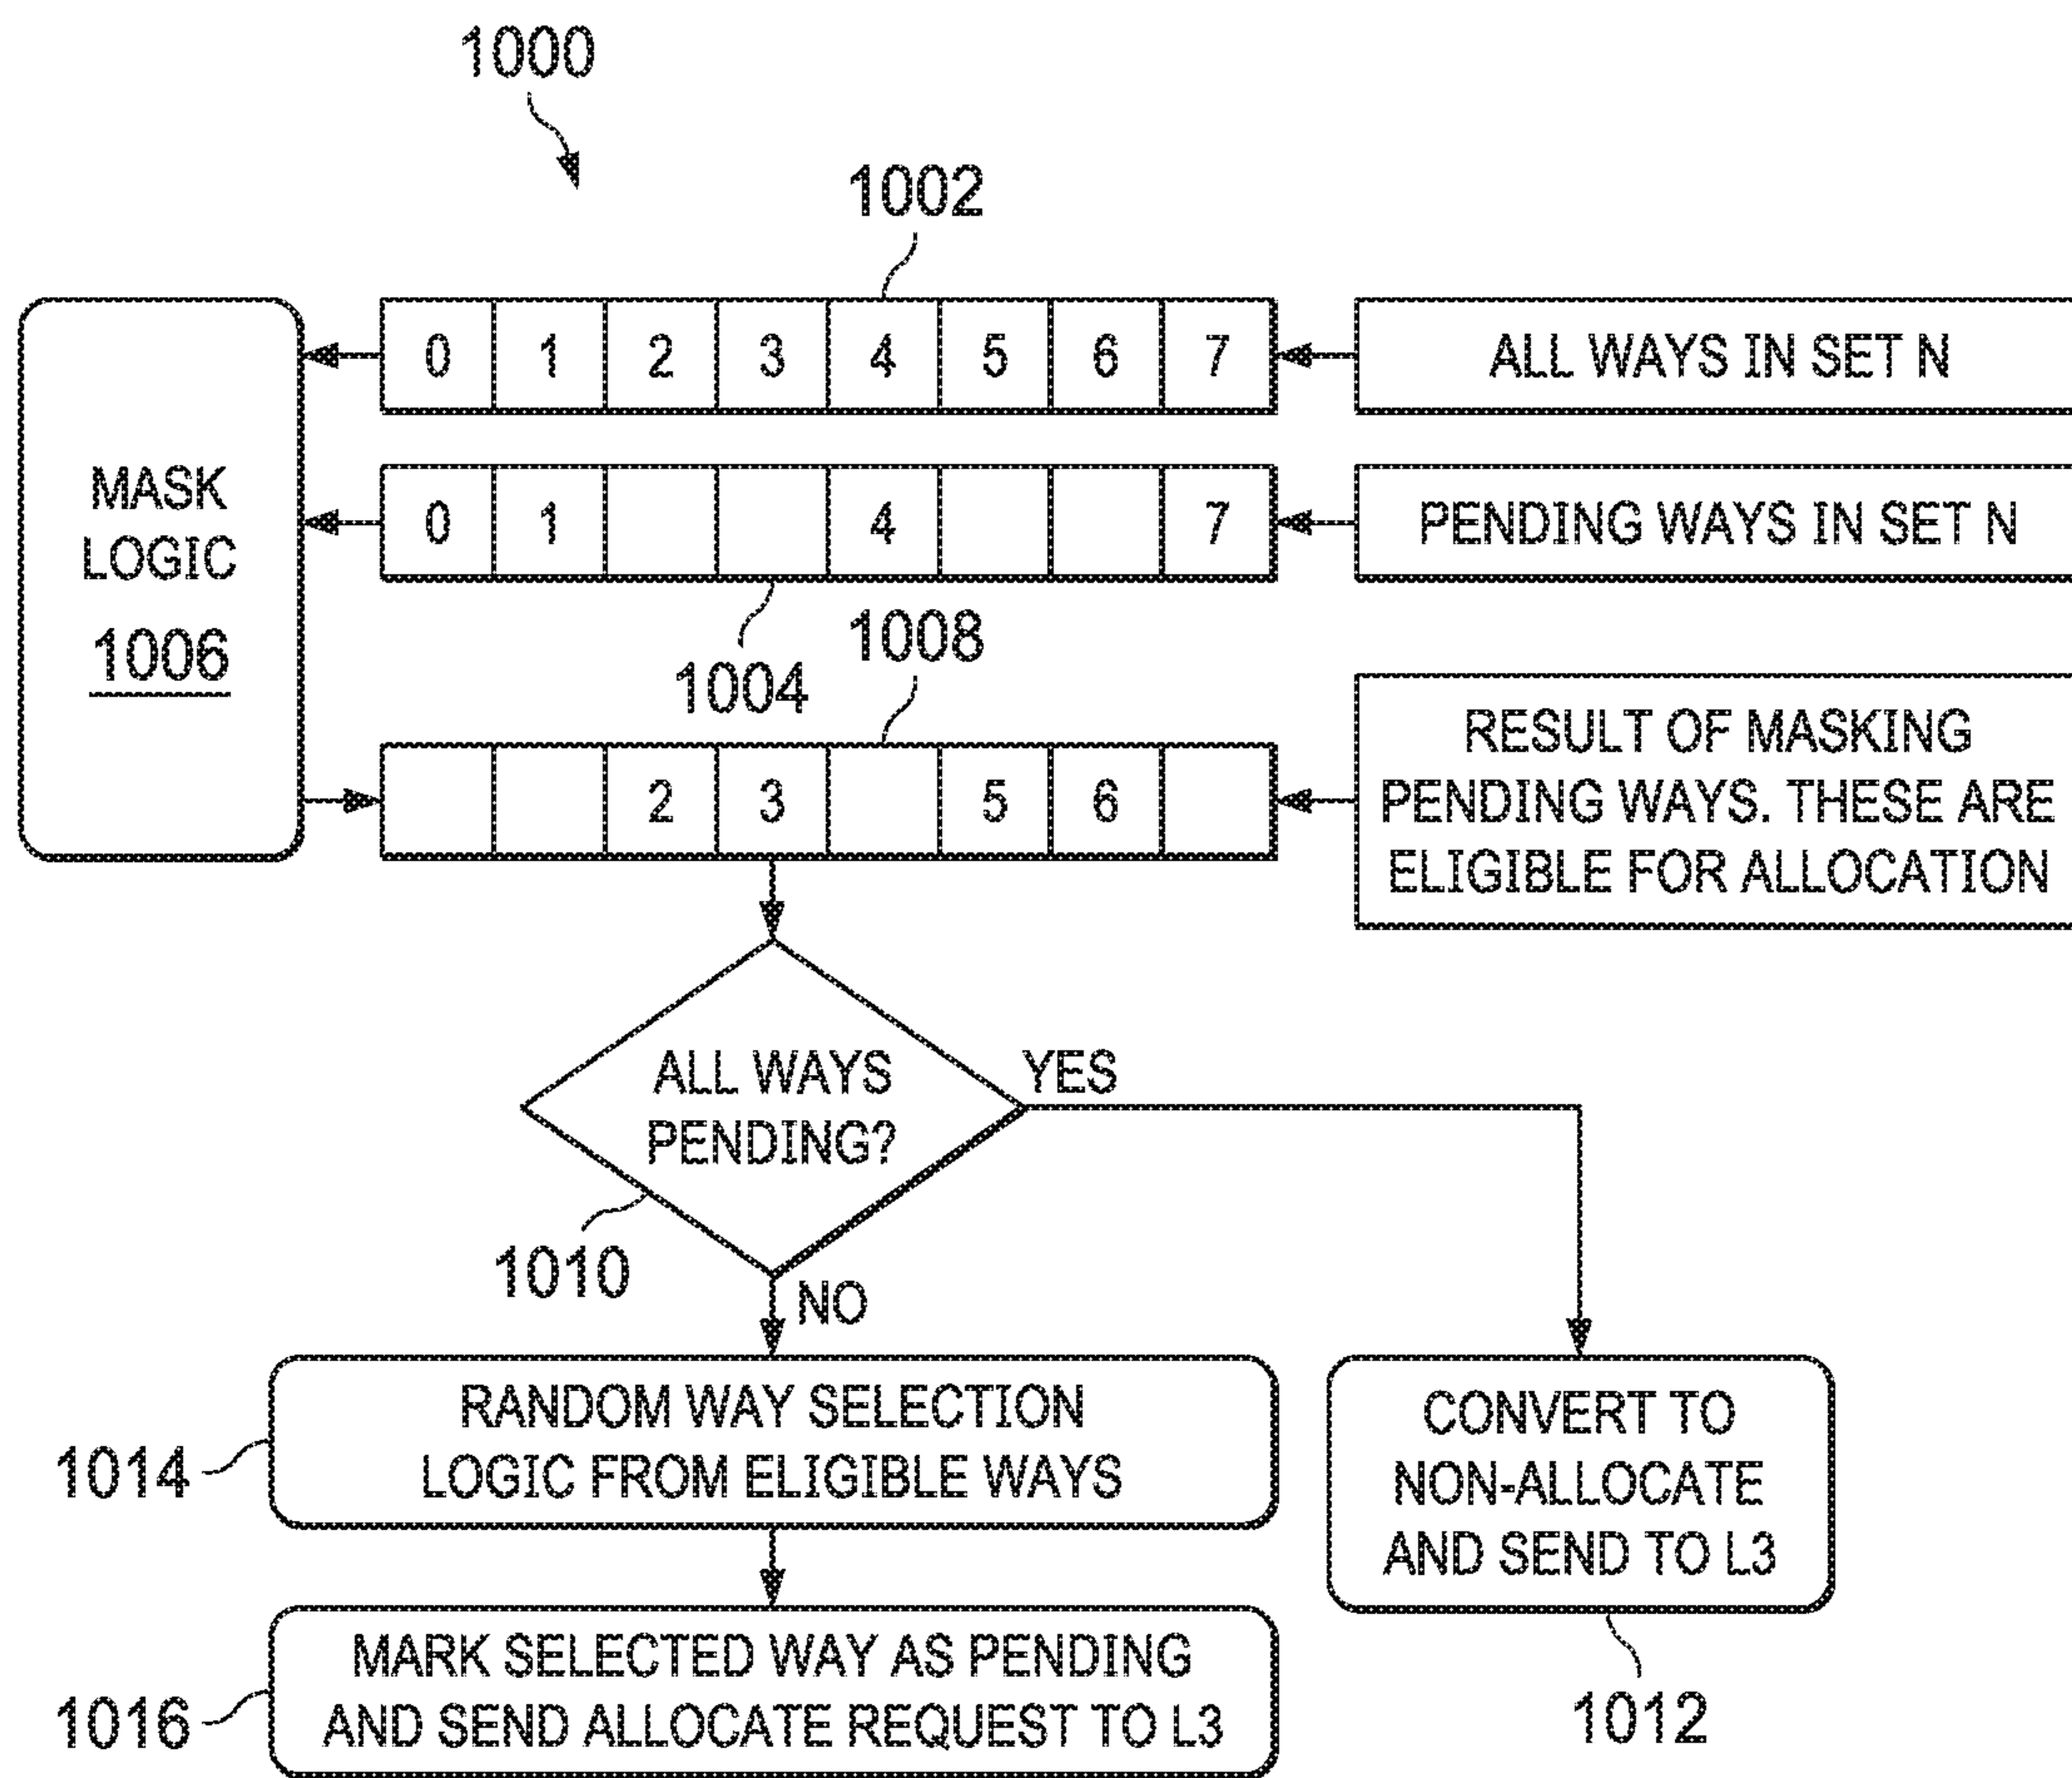 1000
1002
0 1 2 3 4 5 6 7
ALL WAYS IN SET N
MASK
LOGIC
1006
0 1 4 7
PENDING WAYS IN SET N
1004
1008
2 3 5 6
RESULT OF MASKING
PENDING WAYS. THESE ARE
ELIGIBLE FOR ALLOCATION
ALL WAYS
PENDING?
YES
1010
NO
1014
RANDOM WAY SELECTION
LOGIC FROM ELIGIBLE WAYS
CONVERT TO
NON-ALLOCATE
AND SEND TO L3
1012
1016
MARK SELECTED WAY AS PENDING
AND SEND ALLOCATE REQUEST TO L3